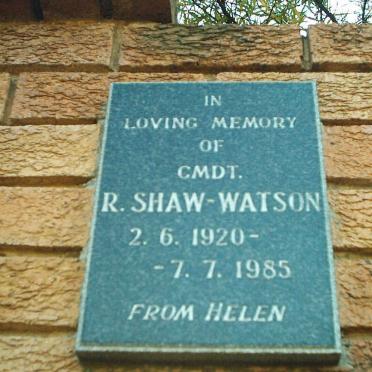 IN
LOVING MEMORY
OF
CMDT.
R. SHAW-WATSON
2. 6. 1920-
-7. 7. 1985
FROM HELEN